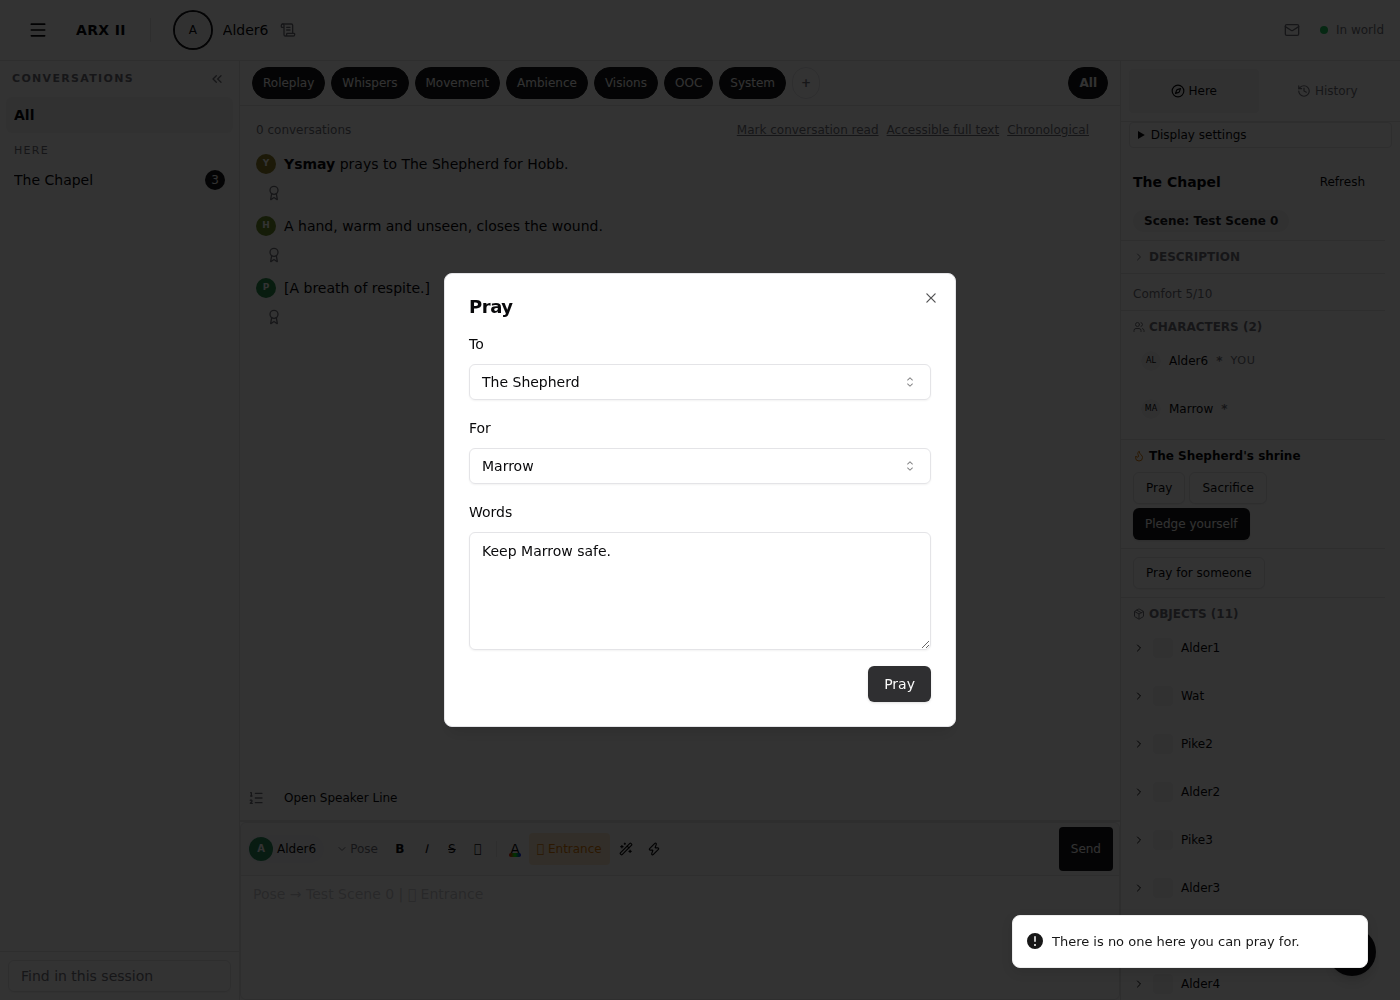 ARX II
A
Alder6
In world
CONVERSATIONS
All
HERE
The Chapel
3
Find in this session
Roleplay
Whispers
Movement
Ambience
Visions
OOC
System
+
All
0 conversations
Mark conversation read
Accessible full text
Chronological
Y
Ysmay prays to The Shepherd for Hobb.
H
A hand, warm and unseen, closes the wound.
P
[A breath of respite.]
Pray
To
The Shepherd
For
Marrow
Words
Keep Marrow safe.
Pray
Open Speaker Line
A
Alder6
Pose
B
I
S
A
Entrance
Send
Pose → Test Scene 0 | Entrance
Here
History
Display settings
The Chapel
Refresh
Scene: Test Scene 0
DESCRIPTION
Comfort 5/10
CHARACTERS (2)
AL
Alder6 * YOU
MA
Marrow *
The Shepherd's shrine
Pray
Sacrifice
Pledge yourself
Pray for someone
OBJECTS (11)
Alder1
Wat
Pike2
Alder2
Pike3
Alder3
There is no one here you can pray for.
Alder4